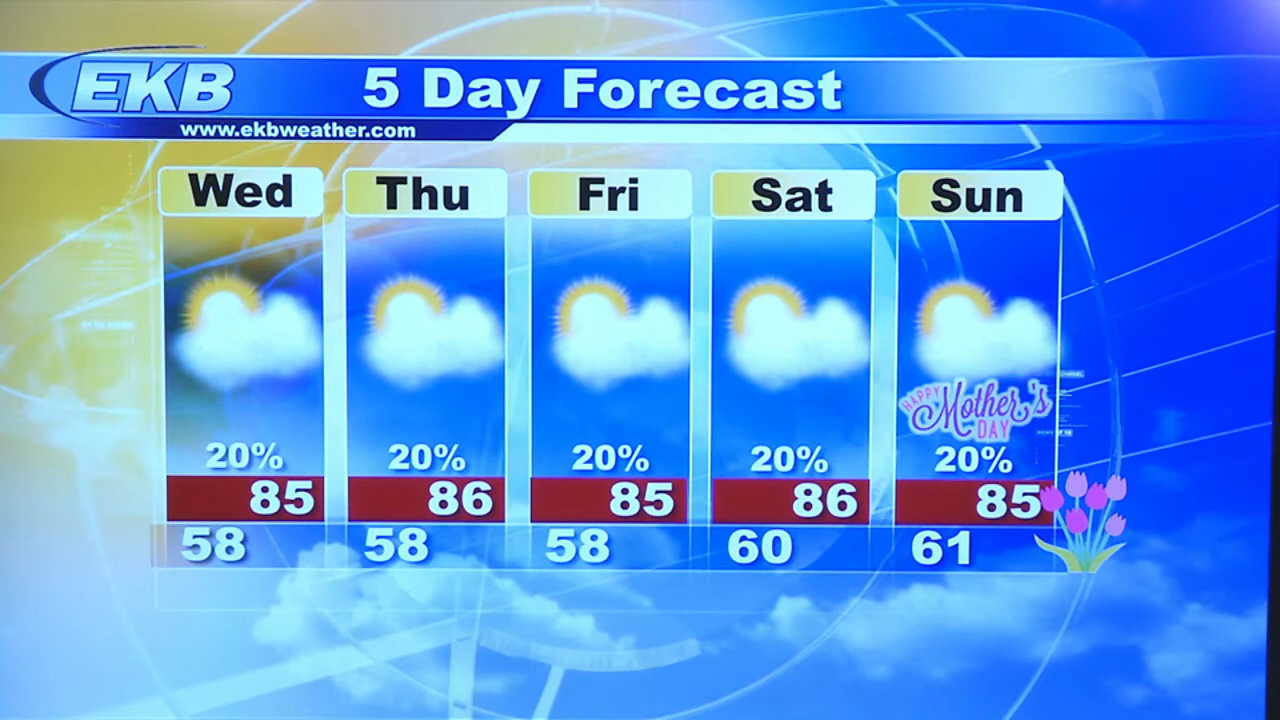 EKB
5 Day Forecast
www.ekbweather.com
Wed Thu Fri Sat Sun
HAPPY
Mother's
DAY
20% 20% 20% 20% 20%
85 86 85 86 85
58 58 58 60 61